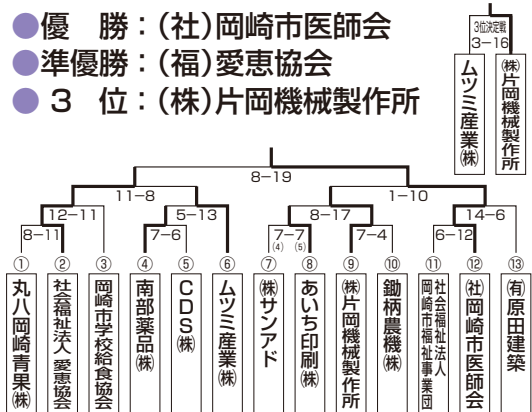 ●優　勝：（社）岡崎市医師会
●準優勝：（福）愛恵協会
●３　位：（株）片岡機械製作所
3位決定戦
3−16
ムツミ産業㈱
㈱片岡機械製作所
8−19
11−8
1−10
12−11
5−13
8−17
14−6
8−11
7−6
7−7
(4)
(5)
7−4
6−12
①
②
③
④
⑤
⑥
⑦
⑧
⑨
⑩
⑪
⑫
⑬
丸八岡崎青果㈱
社会福祉法人 愛恵協会
岡崎市学校給食協会
南部薬品㈱
CDS㈱
ムツミ産業㈱
㈱サンアド
あいち印刷㈱
㈱片岡機械製作所
鋤柄農機㈱
社会福祉法人
岡崎市福祉事業団
㈳岡崎市医師会
㈲原田建築